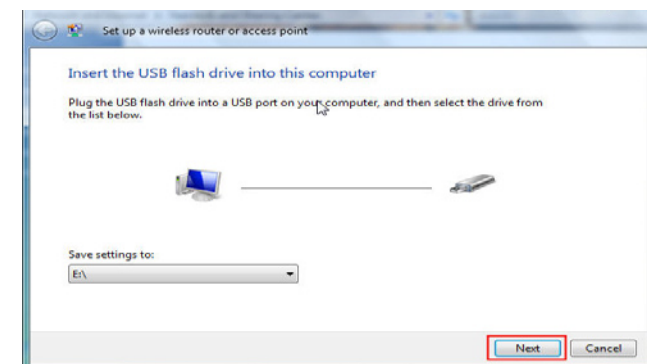 Set up a wireless router or access point
Insert the USB flash drive into this computer
Plug the USB flash drive into a USB port on your computer, and then select the drive from
the list below.
Save settings to:
E:\
Next
Cancel